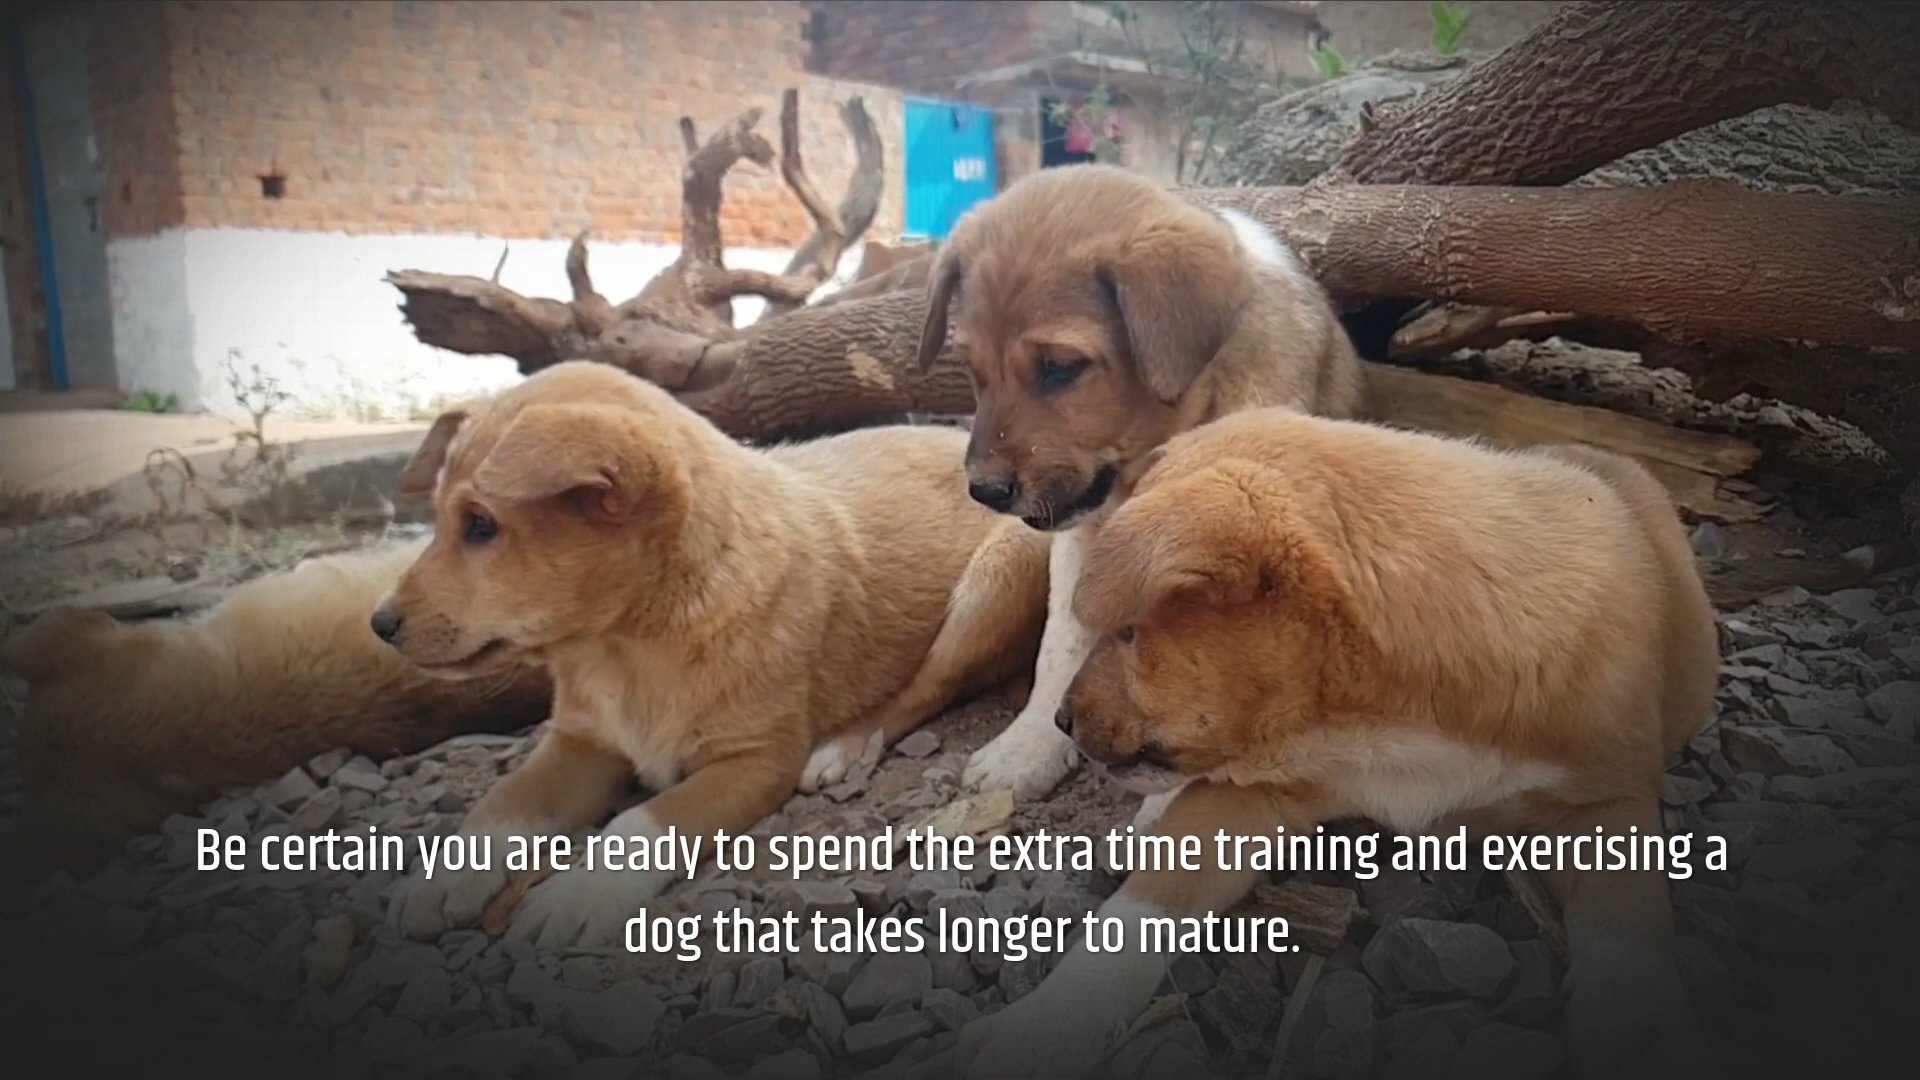 Be certain you are ready to spend the extra time training and exercising a
dog that takes longer to mature.